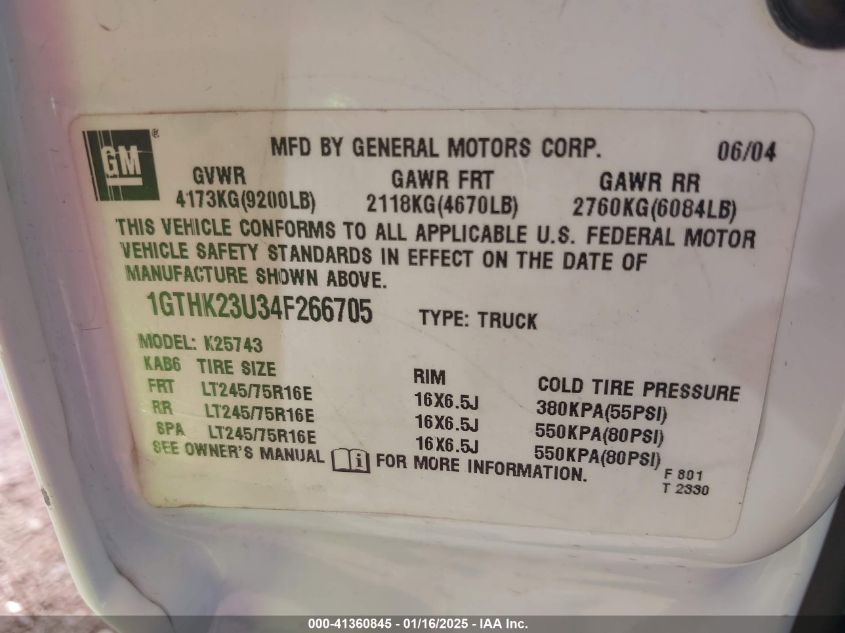 GM ® MFD BY GENERAL MOTORS CORP. 06/04
GVWR GAWR FRT GAWR RR
4173KG(9200LB) 2118KG(4670LB) 2760KG(6084LB)
THIS VEHICLE CONFORMS TO ALL APPLICABLE U.S. FEDERAL MOTOR
VEHICLE SAFETY STANDARDS IN EFFECT ON THE DATE OF
MANUFACTURE SHOWN ABOVE.
1GTHK23U34F266705 TYPE: TRUCK
MODEL: K25743
KAB6 TIRE SIZE RIM COLD TIRE PRESSURE
FRT LT245/75R16E 16X6.5J 380KPA(55PSI)
RR LT245/75R16E 16X6.5J 550KPA(80PSI)
SPA LT245/75R16E 16X6.5J 550KPA(80PSI)
SEE OWNER'S MANUAL i FOR MORE INFORMATION.
F 801
T 2330
000-41360845 - 01/16/2025 - IAA Inc.